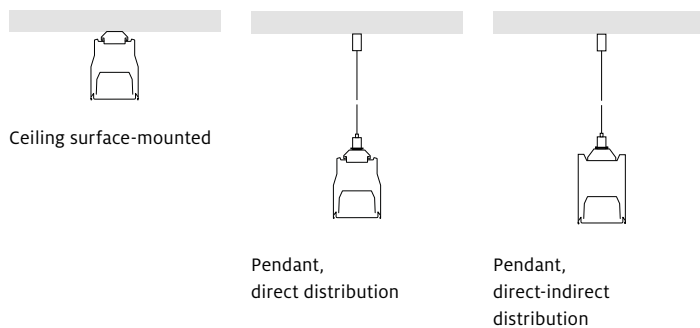 Ceiling surface-mounted
Pendant,
direct distribution
Pendant,
direct-indirect
distribution